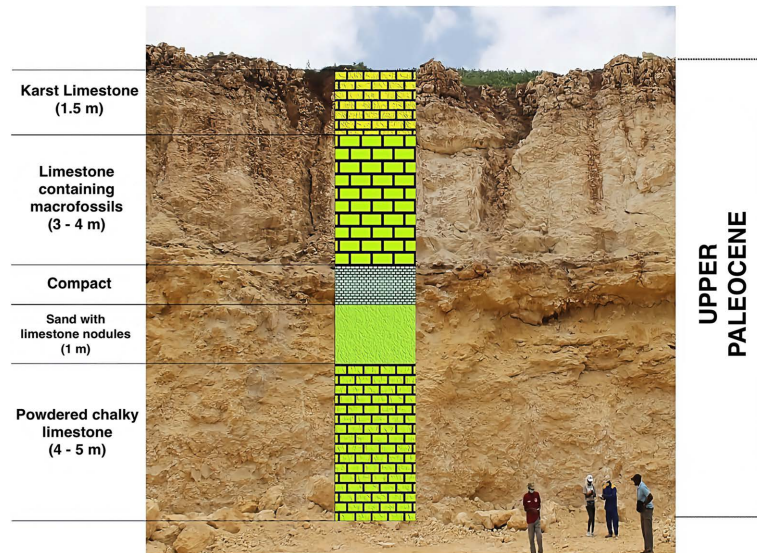 Karst Limestone
(1.5 m)
Limestone
containing
macrofossils
(3 - 4 m)
Compact
Sand with
limestone nodules
(1 m)
Powdered chalky
limestone
(4 - 5 m)
UPPER
PALEOCENE